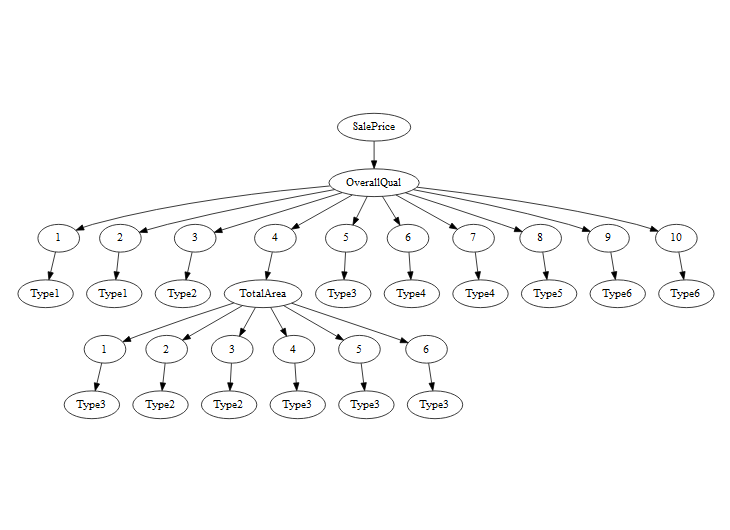 SalePrice
OverallQual
1 2 3 4 5 6 7 8 9 10
Type1 Type1 Type2 TotalArea Type3 Type4 Type4 Type5 Type6 Type6
1 2 3 4 5 6
Type3 Type2 Type2 Type3 Type3 Type3